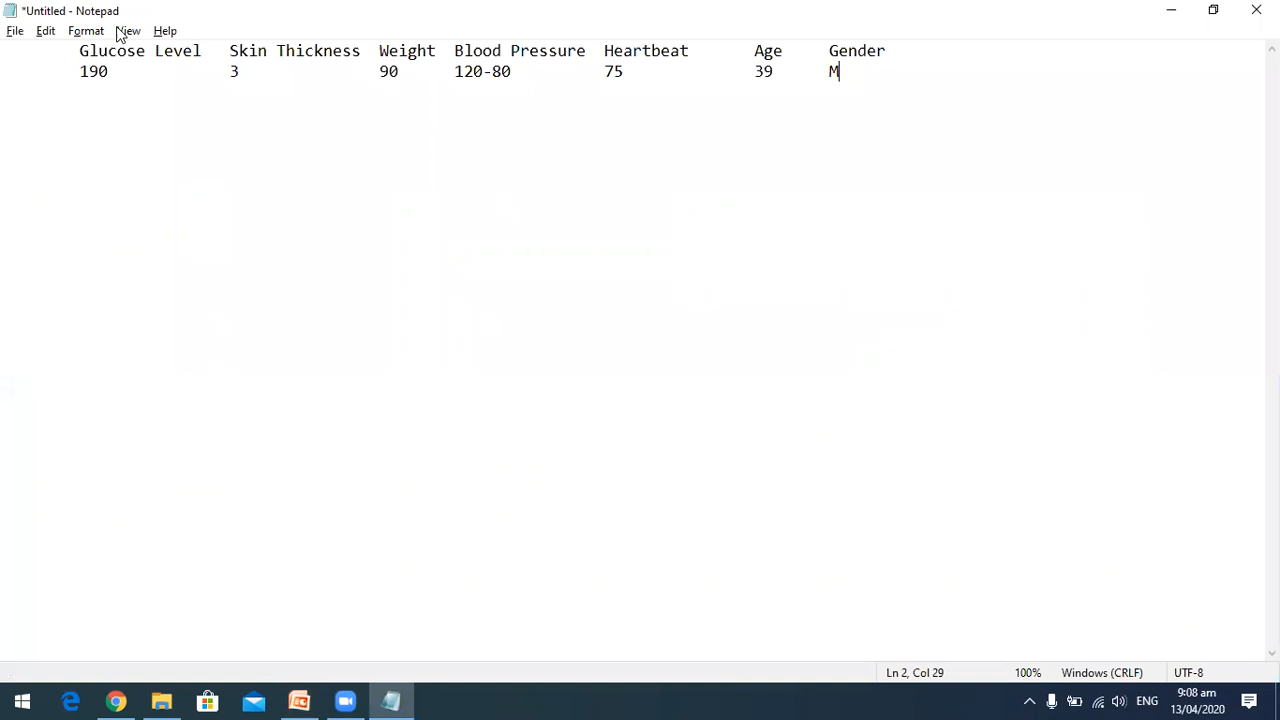 *Untitled - Notepad
File Edit Format View Help
Glucose Level Skin Thickness Weight Blood Pressure Heartbeat Age Gender
190 3 90 120-80 75 39 M
Ln 2, Col 29 100% Windows (CRLF) UTF-8
ENG
9:08 am
13/04/2020